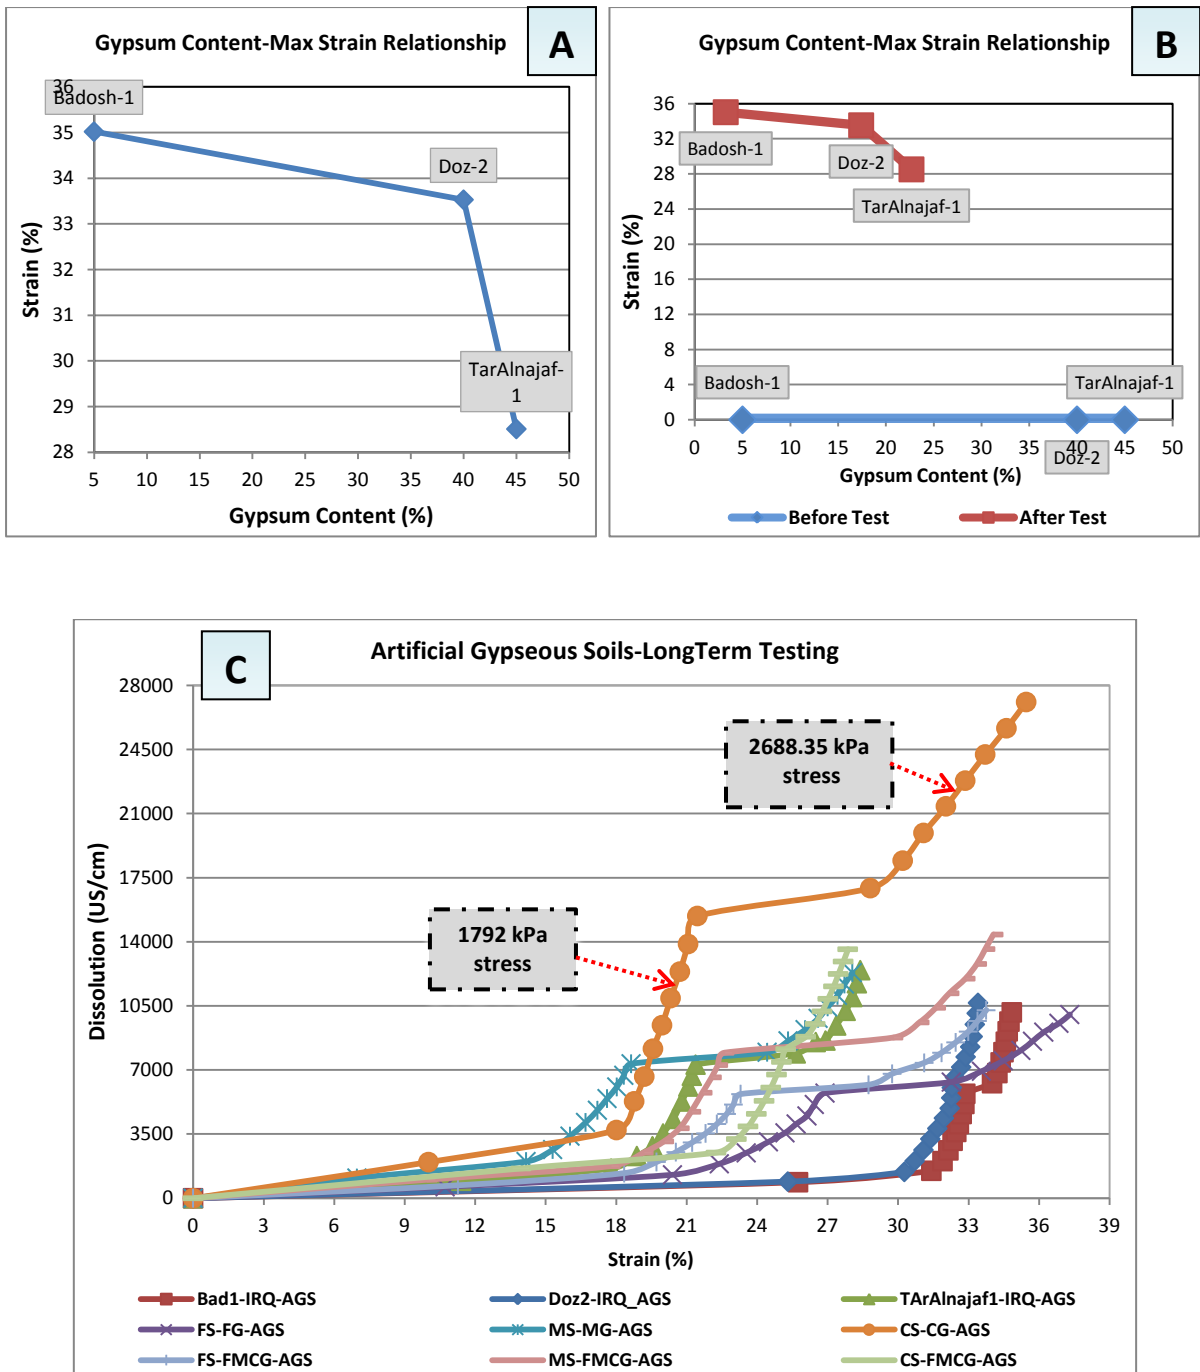 Gypsum Content-Max Strain Relationship
A
36
35
34
33
32
31
30
29
28
Strain (%)
Badosh-1
Doz-2
TarAlnajaf-
1
5 10 15 20 25 30 35 40 45 50
Gypsum Content (%)
Gypsum Content-Max Strain Relationship
B
36
32
28
24
20
16
12
8
4
0
Strain (%)
Badosh-1
Doz-2
TarAlnajaf-1
Badosh-1
TarAlnajaf-1
Doz-2
0 5 10 15 20 25 30 35 40 45 50
Gypsum Content (%)
Before Test
After Test
C
Artificial Gypseous Soils-LongTerm Testing
28000
24500
21000
17500
14000
10500
7000
3500
0
Dissolution (US/cm)
2688.35 kPa
stress
1792 kPa
stress
0 3 6 9 12 15 18 21 24 27 30 33 36 39
Strain (%)
Bad1-IRQ-AGS
Doz2-IRQ_AGS
TArAlnajaf1-IRQ-AGS
FS-FG-AGS
MS-MG-AGS
CS-CG-AGS
FS-FMCG-AGS
MS-FMCG-AGS
CS-FMCG-AGS